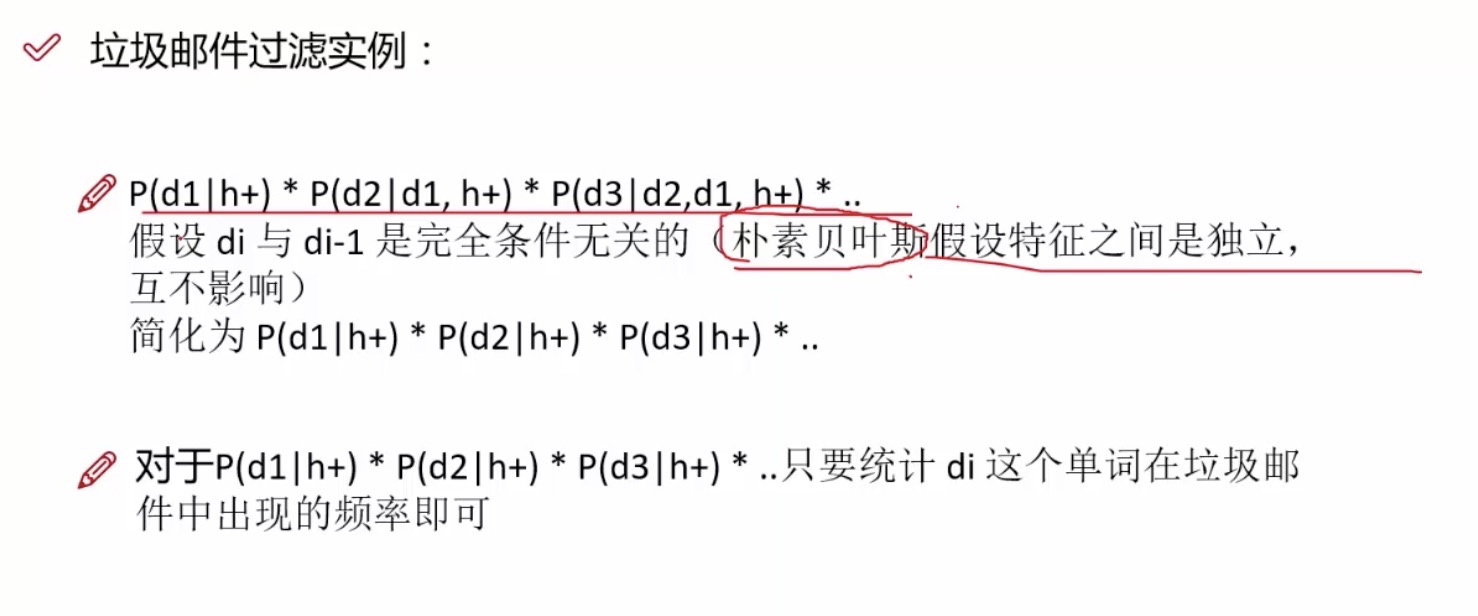 垃圾邮件过滤实例：
P(d1|h+) * P(d2|d1, h+) * P(d3|d2,d1, h+) * ..
假设 di 与 di-1 是完全条件无关的（朴素贝叶斯假设特征之间是独立，
互不影响）
简化为 P(d1|h+) * P(d2|h+) * P(d3|h+) * ..
对于P(d1|h+) * P(d2|h+) * P(d3|h+) * ..只要统计 di 这个单词在垃圾邮
件中出现的频率即可